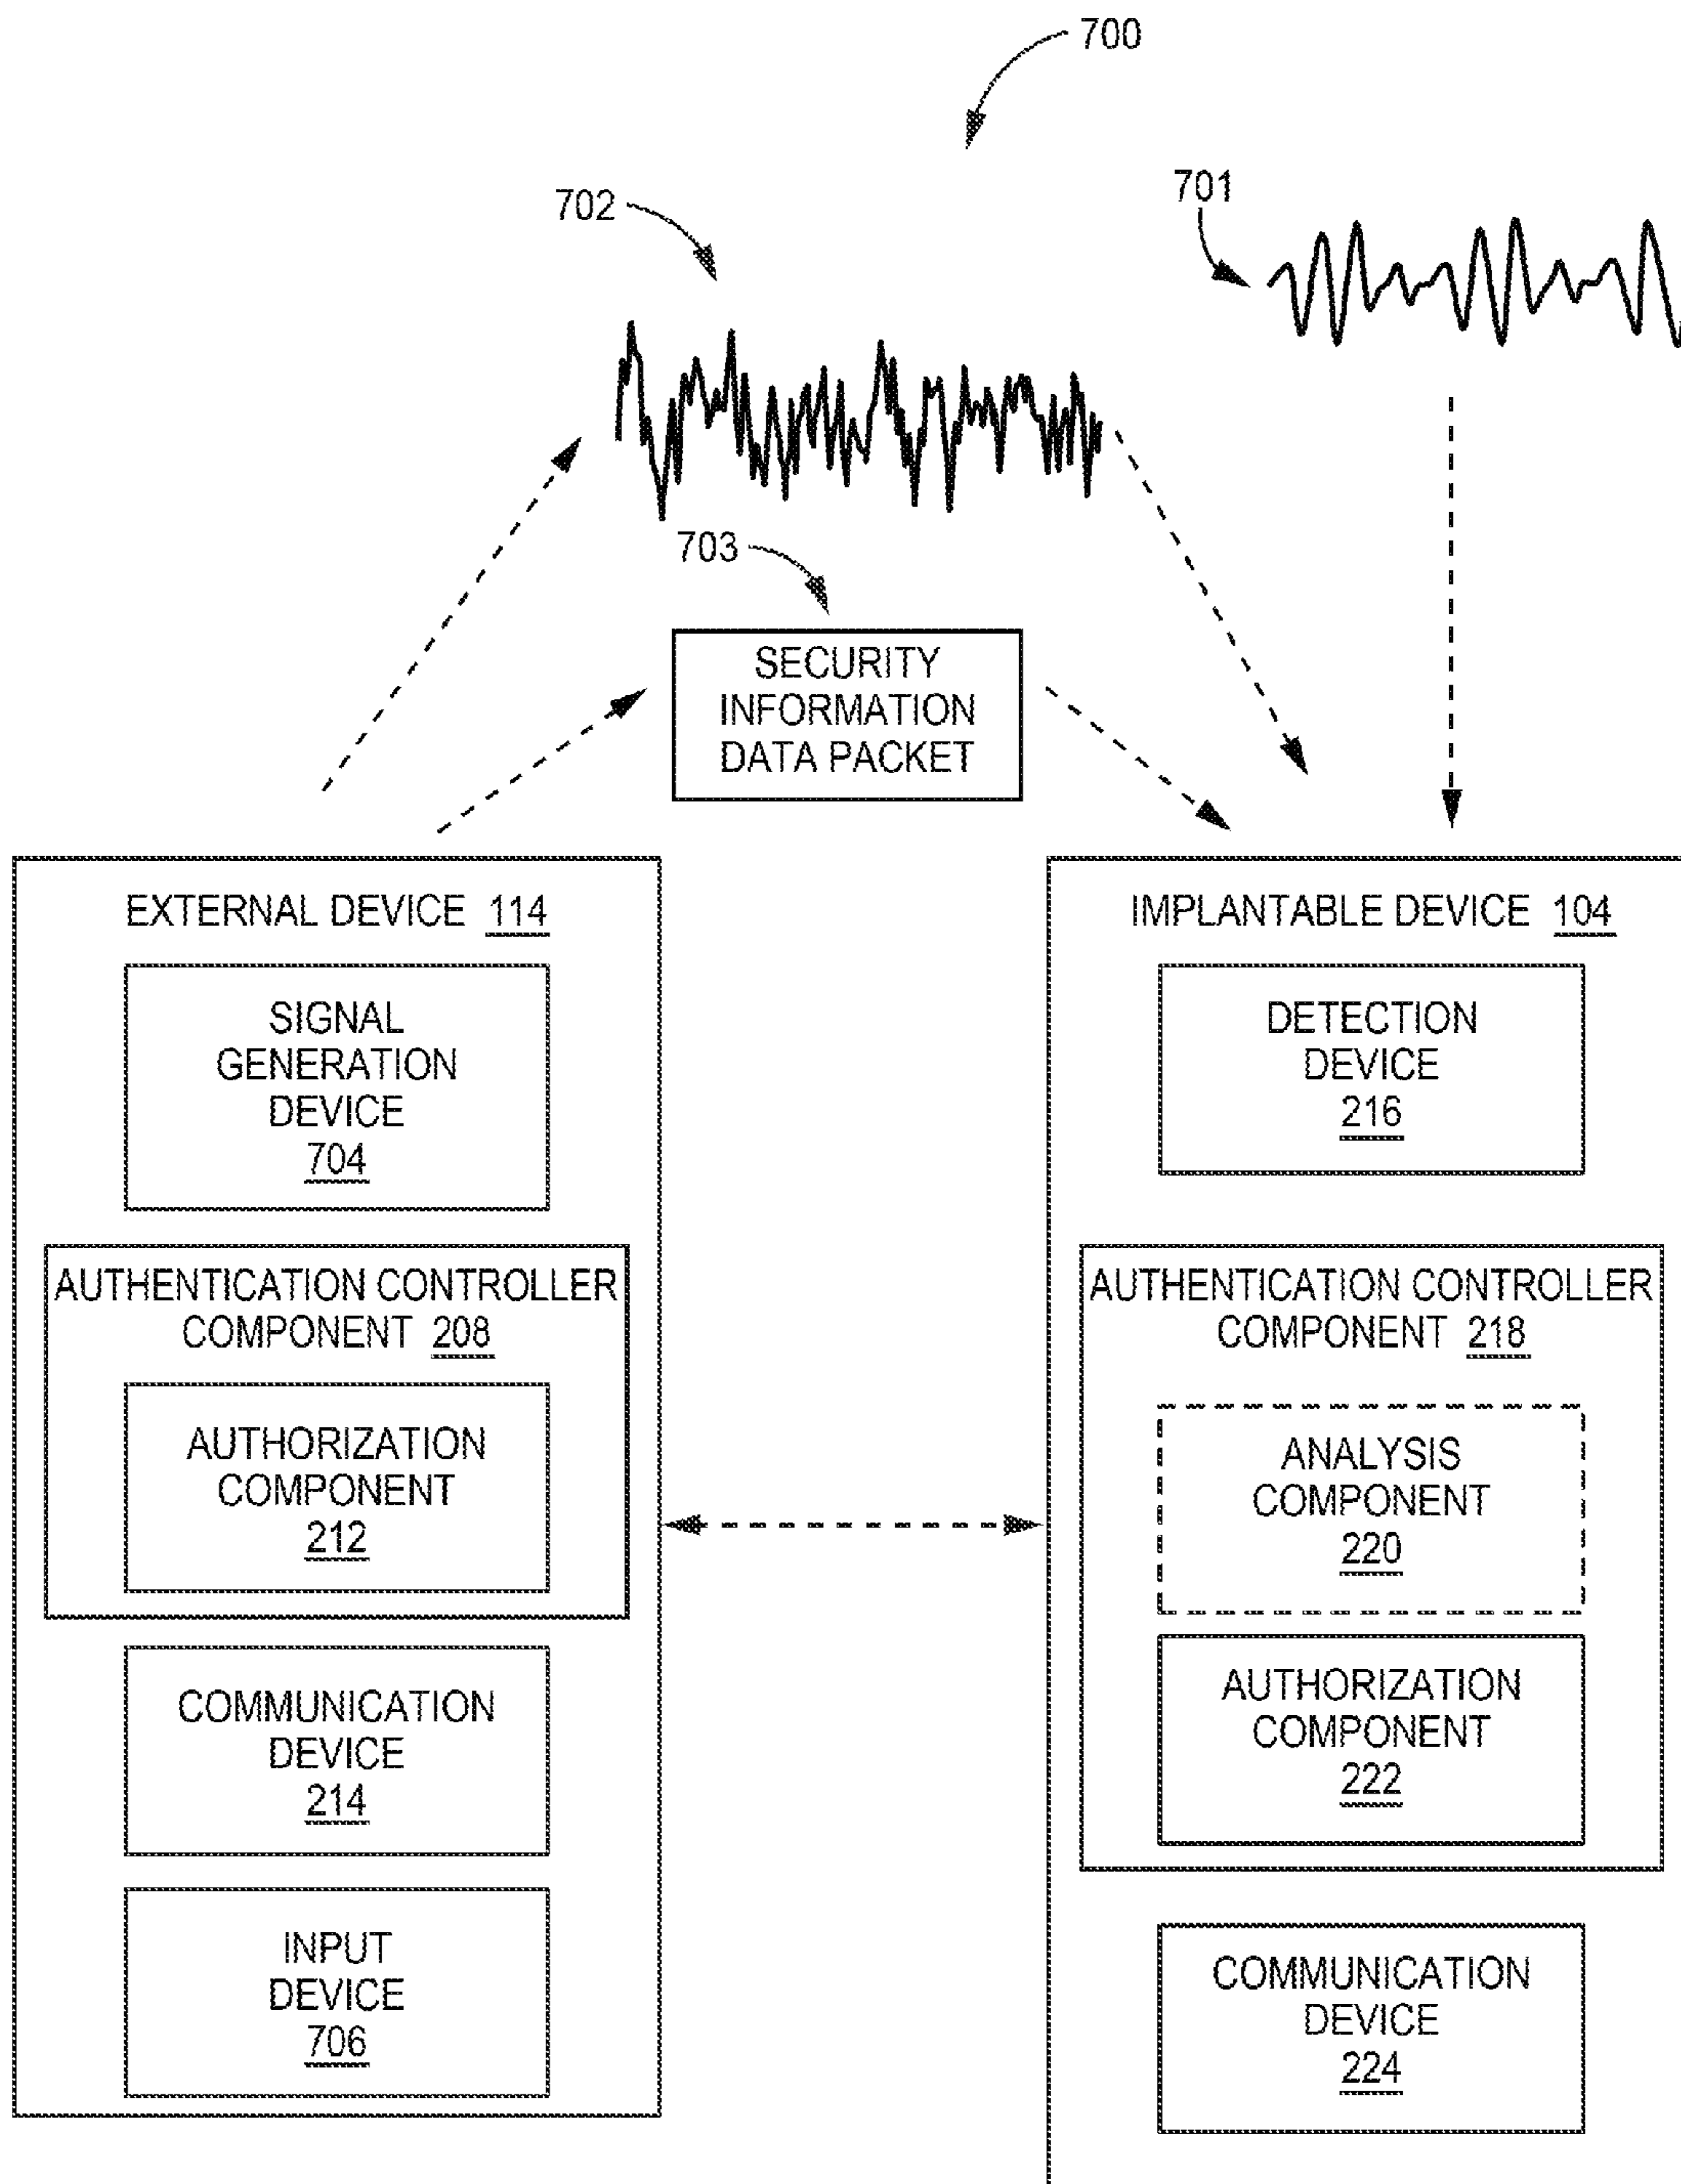 700
701
702
703
SECURITY
INFORMATION
DATA PACKET
EXTERNAL DEVICE 114
SIGNAL
GENERATION
DEVICE
704
AUTHENTICATION CONTROLLER
COMPONENT 208
AUTHORIZATION
COMPONENT
212
COMMUNICATION
DEVICE
214
INPUT
DEVICE
706
IMPLANTABLE DEVICE 104
DETECTION
DEVICE
216
AUTHENTICATION CONTROLLER
COMPONENT 218
ANALYSIS
COMPONENT
220
AUTHORIZATION
COMPONENT
222
COMMUNICATION
DEVICE
224